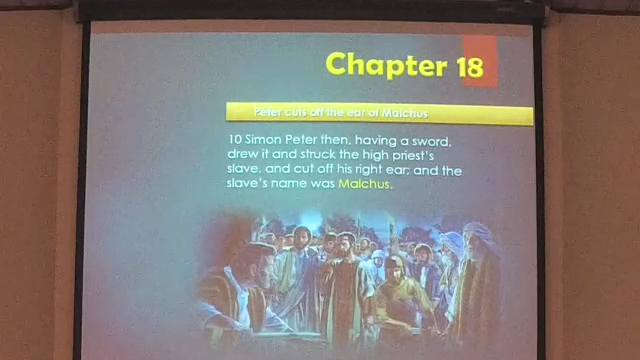 Chapter 18
Peter cuts off the ear of Malchus
10 Simon Peter then, having a sword,
drew it and struck the high priest's
slave, and cut off his right ear; and the
slave's name was Malchus.